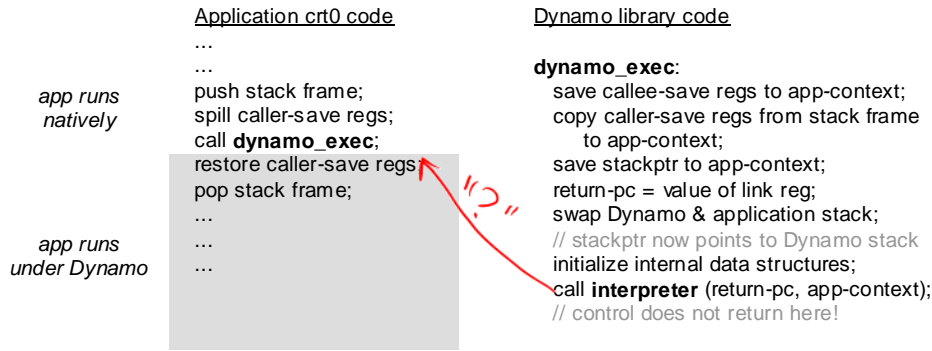 Application crt0 code
...
...
app runs
natively
push stack frame;
spill caller-save regs;
call dynamo_exec;
restore caller-save regs;
pop stack frame;
...
...
...
app runs
under Dynamo
"?"
Dynamo library code
dynamo_exec:
save callee-save regs to app-context;
copy caller-save regs from stack frame
to app-context;
save stackptr to app-context;
return-pc = value of link reg;
swap Dynamo & application stack;
// stackptr now points to Dynamo stack
initialize internal data structures;
call interpreter (return-pc, app-context);
// control does not return here!